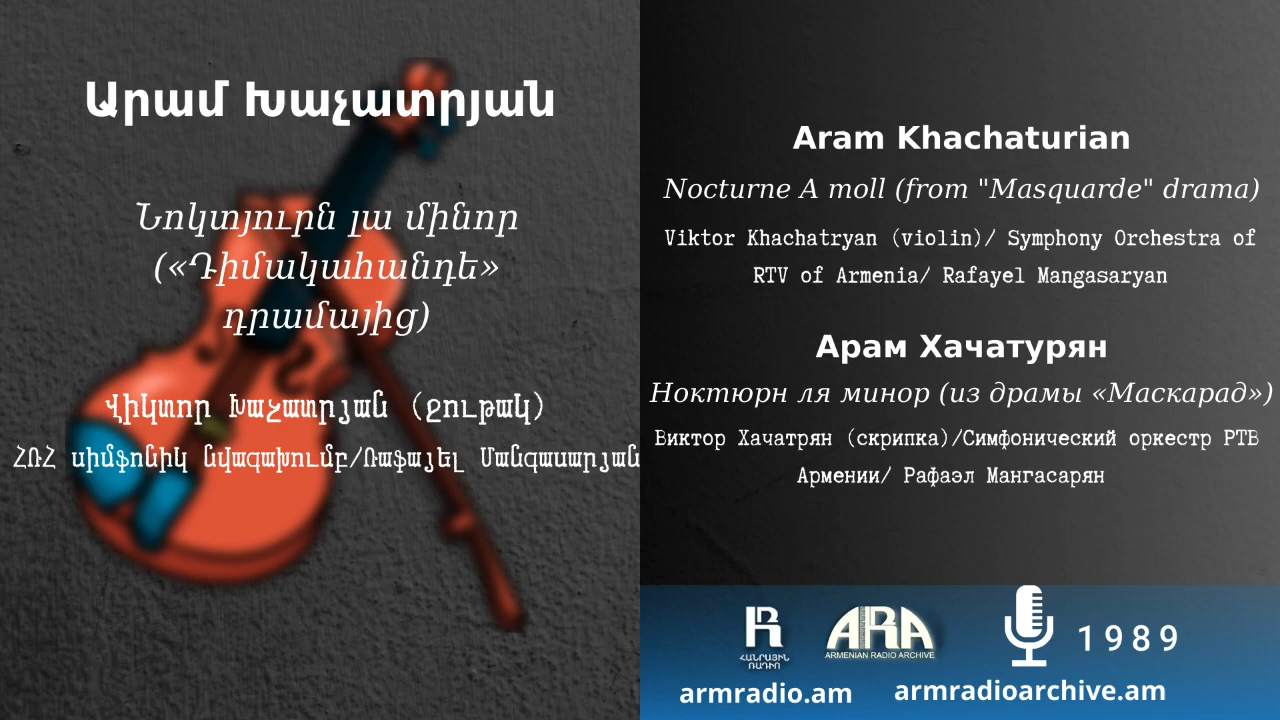 Արամ Խաչատրյան
Նոկտյուրն լա մինոր
(«Դիմակահանդե»
դրամայից)
Վիկտոր Խաչատրյան (ջութակ)
ՀՌՀ սիմֆոնիկ նվագախումբ/Ռաֆայել Մանգասարյան
Aram Khachaturian
Nocturne A moll (from "Masquarde" drama)
Viktor Khachatryan (violin)/ Symphony Orchestra of
RTV of Armenia/ Rafayel Mangasaryan
Арам Хачатурян
Ноктюрн ля минор (из драмы «Маскарад»)
Виктор Хачатрян (скрипка)/Симфонический оркестр РТВ
Армении/ Рафаэл Мангасарян
ՀԱՆՐԱՅԻՆ
ՌԱԴԻՈ
ARA
ARMENIAN RADIO ARCHIVE
1989
armradio.am
armradioarchive.am